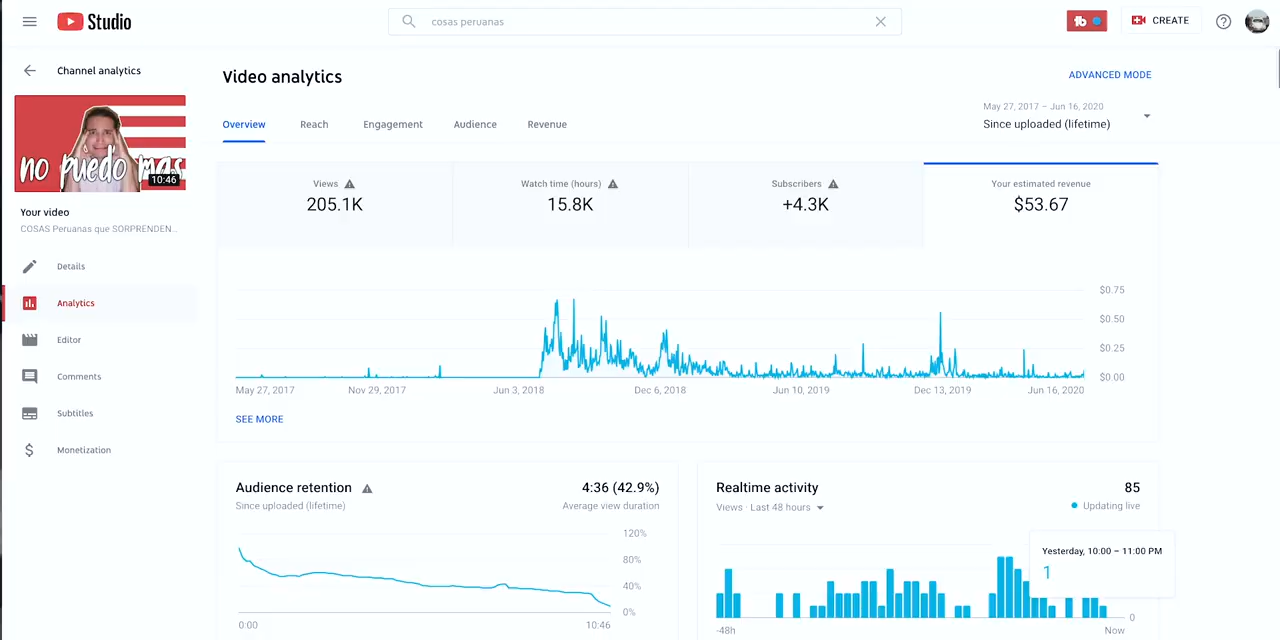 Studio
cosas peruanas
CREATE
Channel analytics
no puedo mas
10:46
Your video
COSAS Peruanas que SORPRENDEN...
Details
Analytics
Editor
Comments
Subtitles
Monetization
Video analytics
ADVANCED MODE
Overview Reach Engagement Audience Revenue
May 27, 2017 – Jun 16, 2020
Since uploaded (lifetime)
Views Watch time (hours) Subscribers Your estimated revenue
205.1K 15.8K +4.3K $53.67
$0.75
$0.50
$0.25
$0.00
May 27, 2017 Nov 29, 2017 Jun 3, 2018 Dec 6, 2018 Jun 10, 2019 Dec 13, 2019 Jun 16, 2020
SEE MORE
Audience retention 4:36 (42.9%)
Since uploaded (lifetime) Average view duration
120%
80%
40%
0%
0:00 10:46
Realtime activity 85
Views · Last 48 hours Updating live
Yesterday, 10:00 – 11:00 PM
1
0
-48h Now